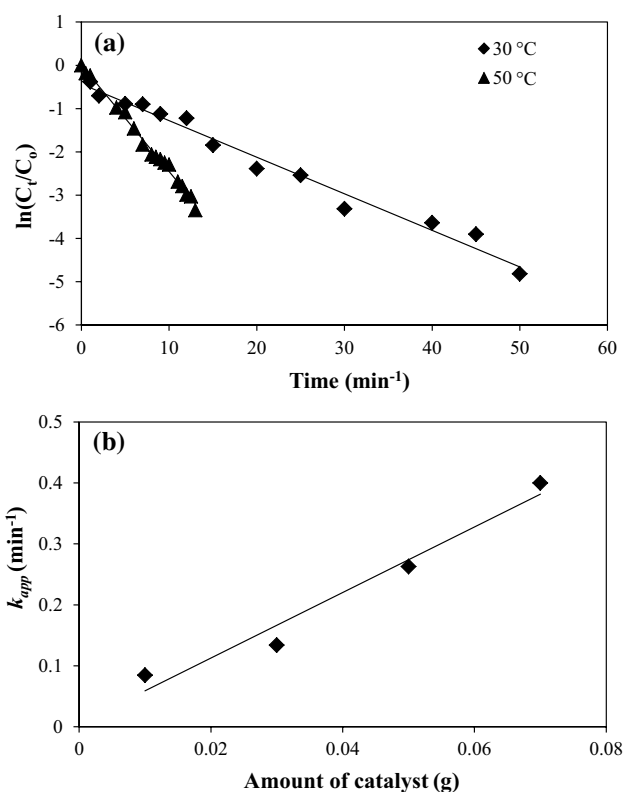 (a)
30 °C
50 °C
1
0
-1
-2
-3
-4
-5
-6
ln(Ct/Co)
0 10 20 30 40 50 60
Time (min-1)
(b)
0.5
0.4
0.3
0.2
0.1
0
kapp (min-1)
0 0.02 0.04 0.06 0.08
Amount of catalyst (g)